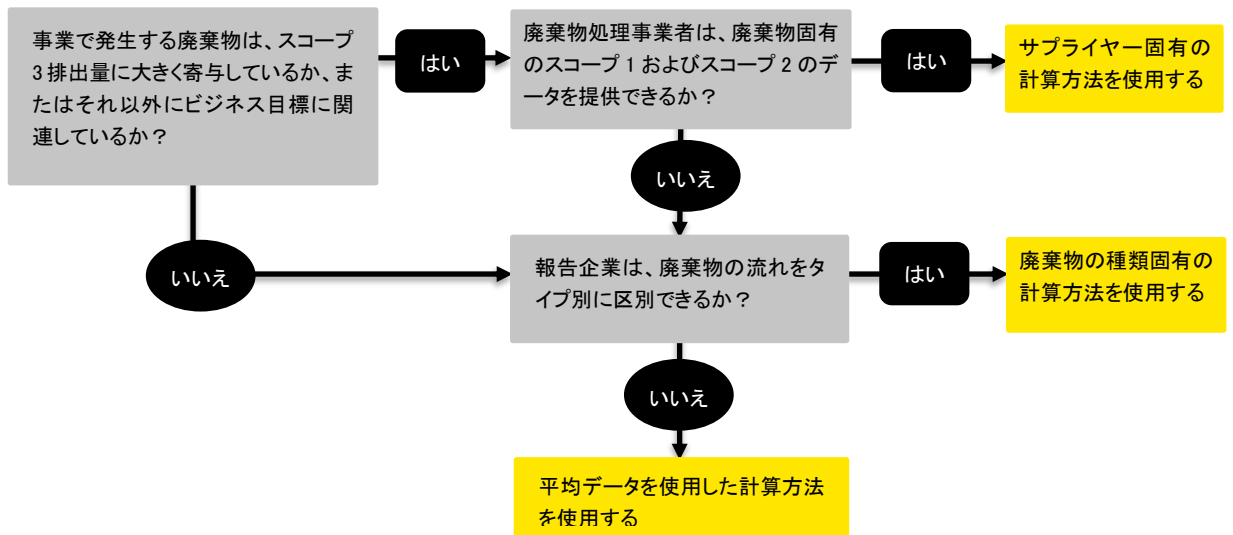 事業で発生する廃棄物は、スコープ
3 排出量に大きく寄与しているか、ま
たはそれ以外にビジネス目標に関
連しているか？
はい
廃棄物処理事業者は、廃棄物固有
のスコープ 1 およびスコープ 2 のデ
ータを提供できるか？
はい
サプライヤー固有の
計算方法を使用する
いいえ
いいえ
報告企業は、廃棄物の流れをタ
イプ別に区別できるか？
はい
廃棄物の種類固有の
計算方法を使用する
いいえ
平均データを使用した計算方法
を使用する